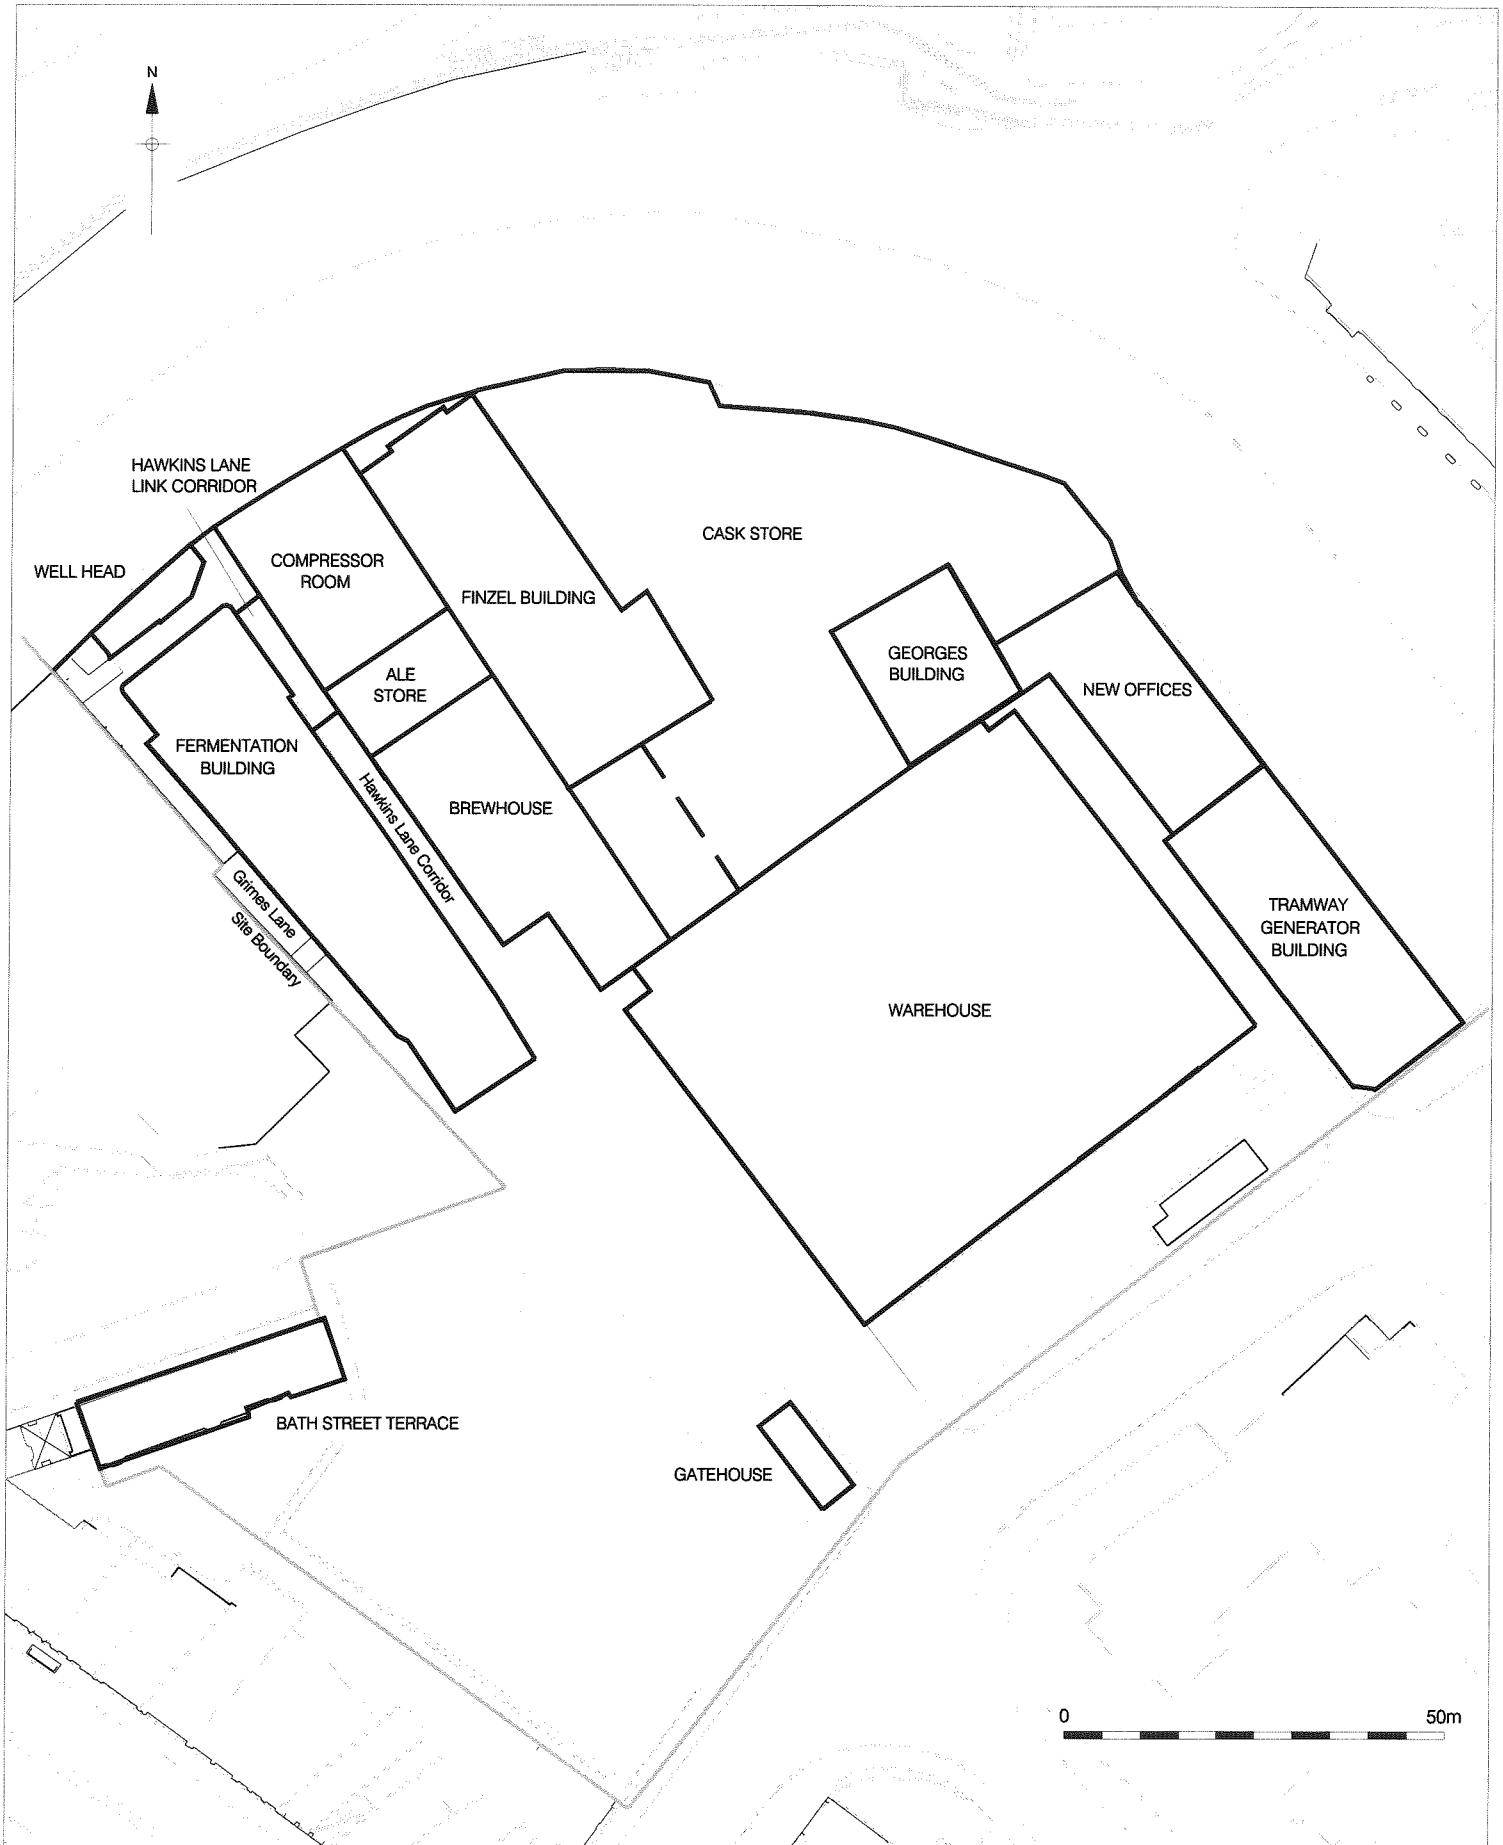 N
HAWKINS LANE
LINK CORRIDOR
WELL HEAD
COMPRESSOR
ROOM
CASK STORE
FINZEL BUILDING
ALE
STORE
GEORGES
BUILDING
NEW OFFICES
FERMENTATION
BUILDING
Hawkins Lane Corridor
BREWHOUSE
Grimes Lane
Site Boundary
TRAMWAY
GENERATOR
BUILDING
WAREHOUSE
BATH STREET TERRACE
GATEHOUSE
0 50m